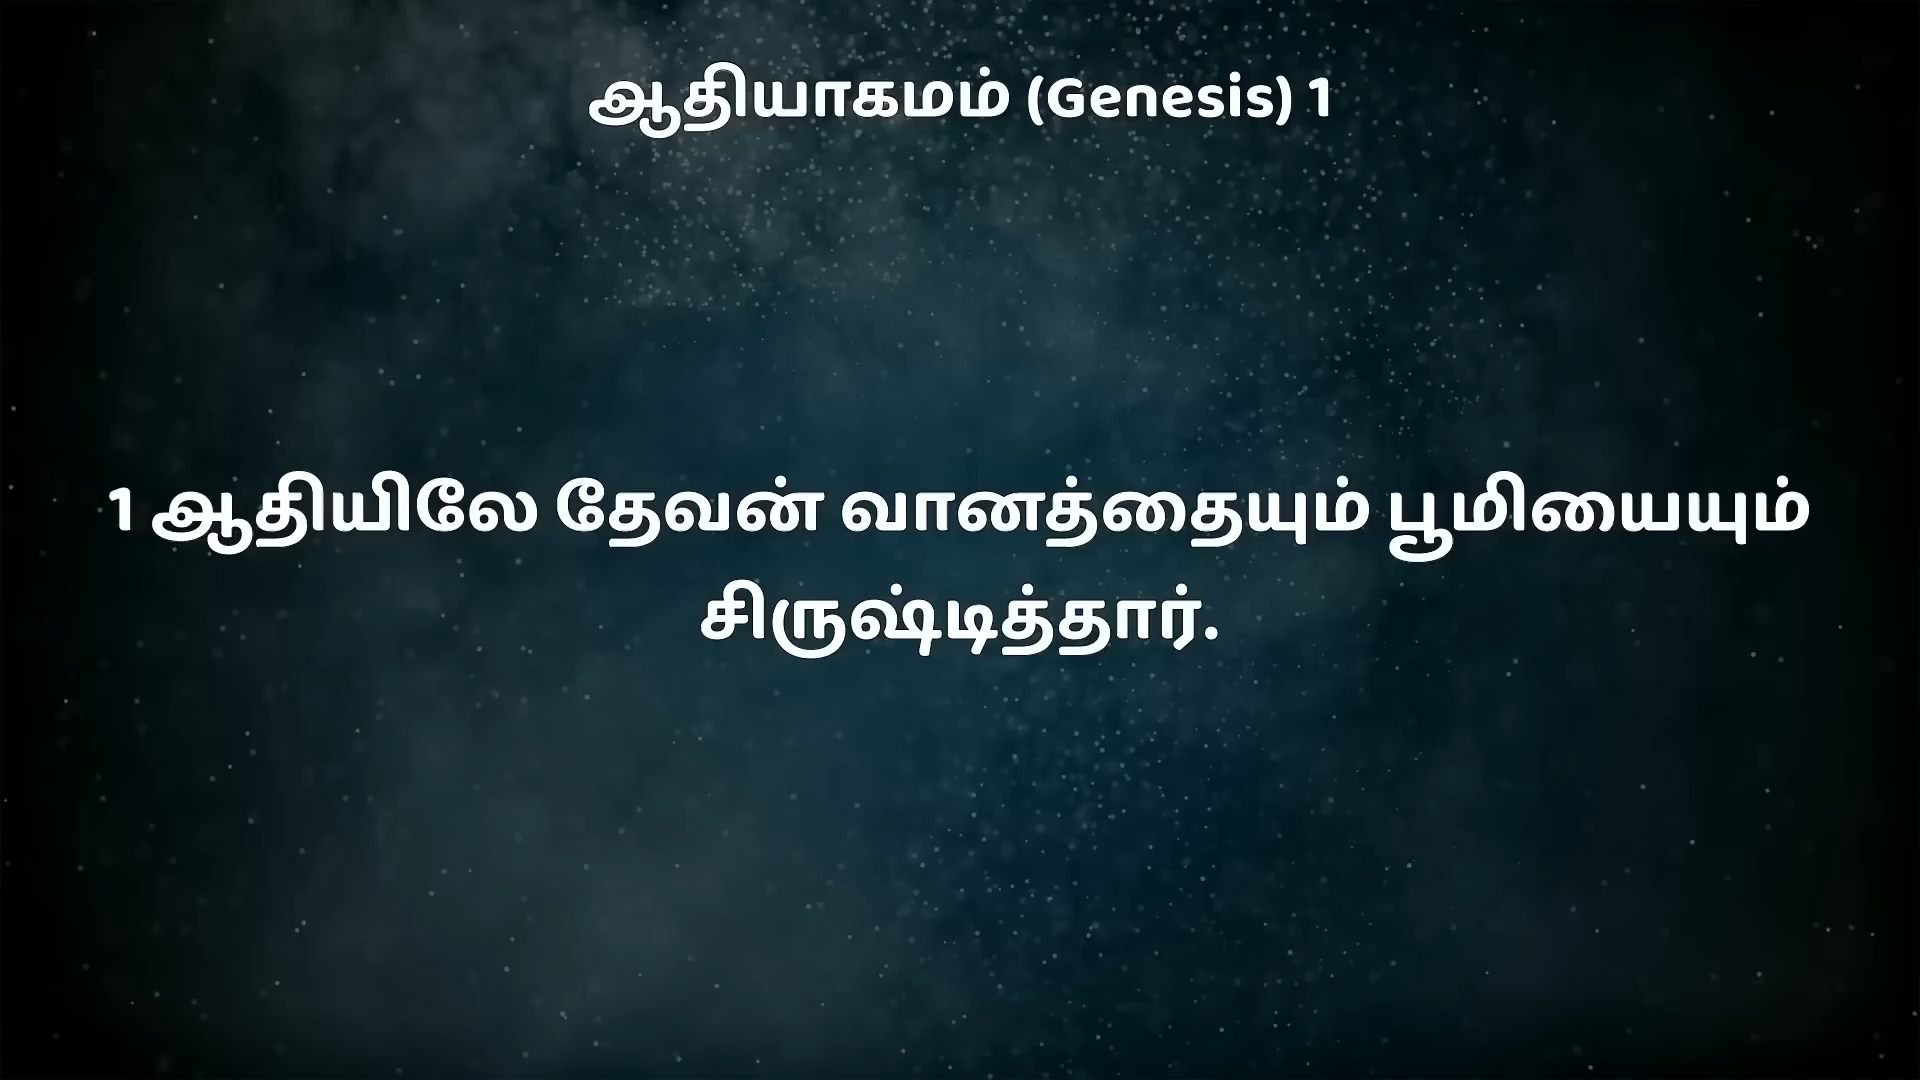 ஆதியாகமம் (Genesis) 1
1 ஆதியிலே தேவன் வானத்தையும் பூமியையும்
சிருஷ்டித்தார்.